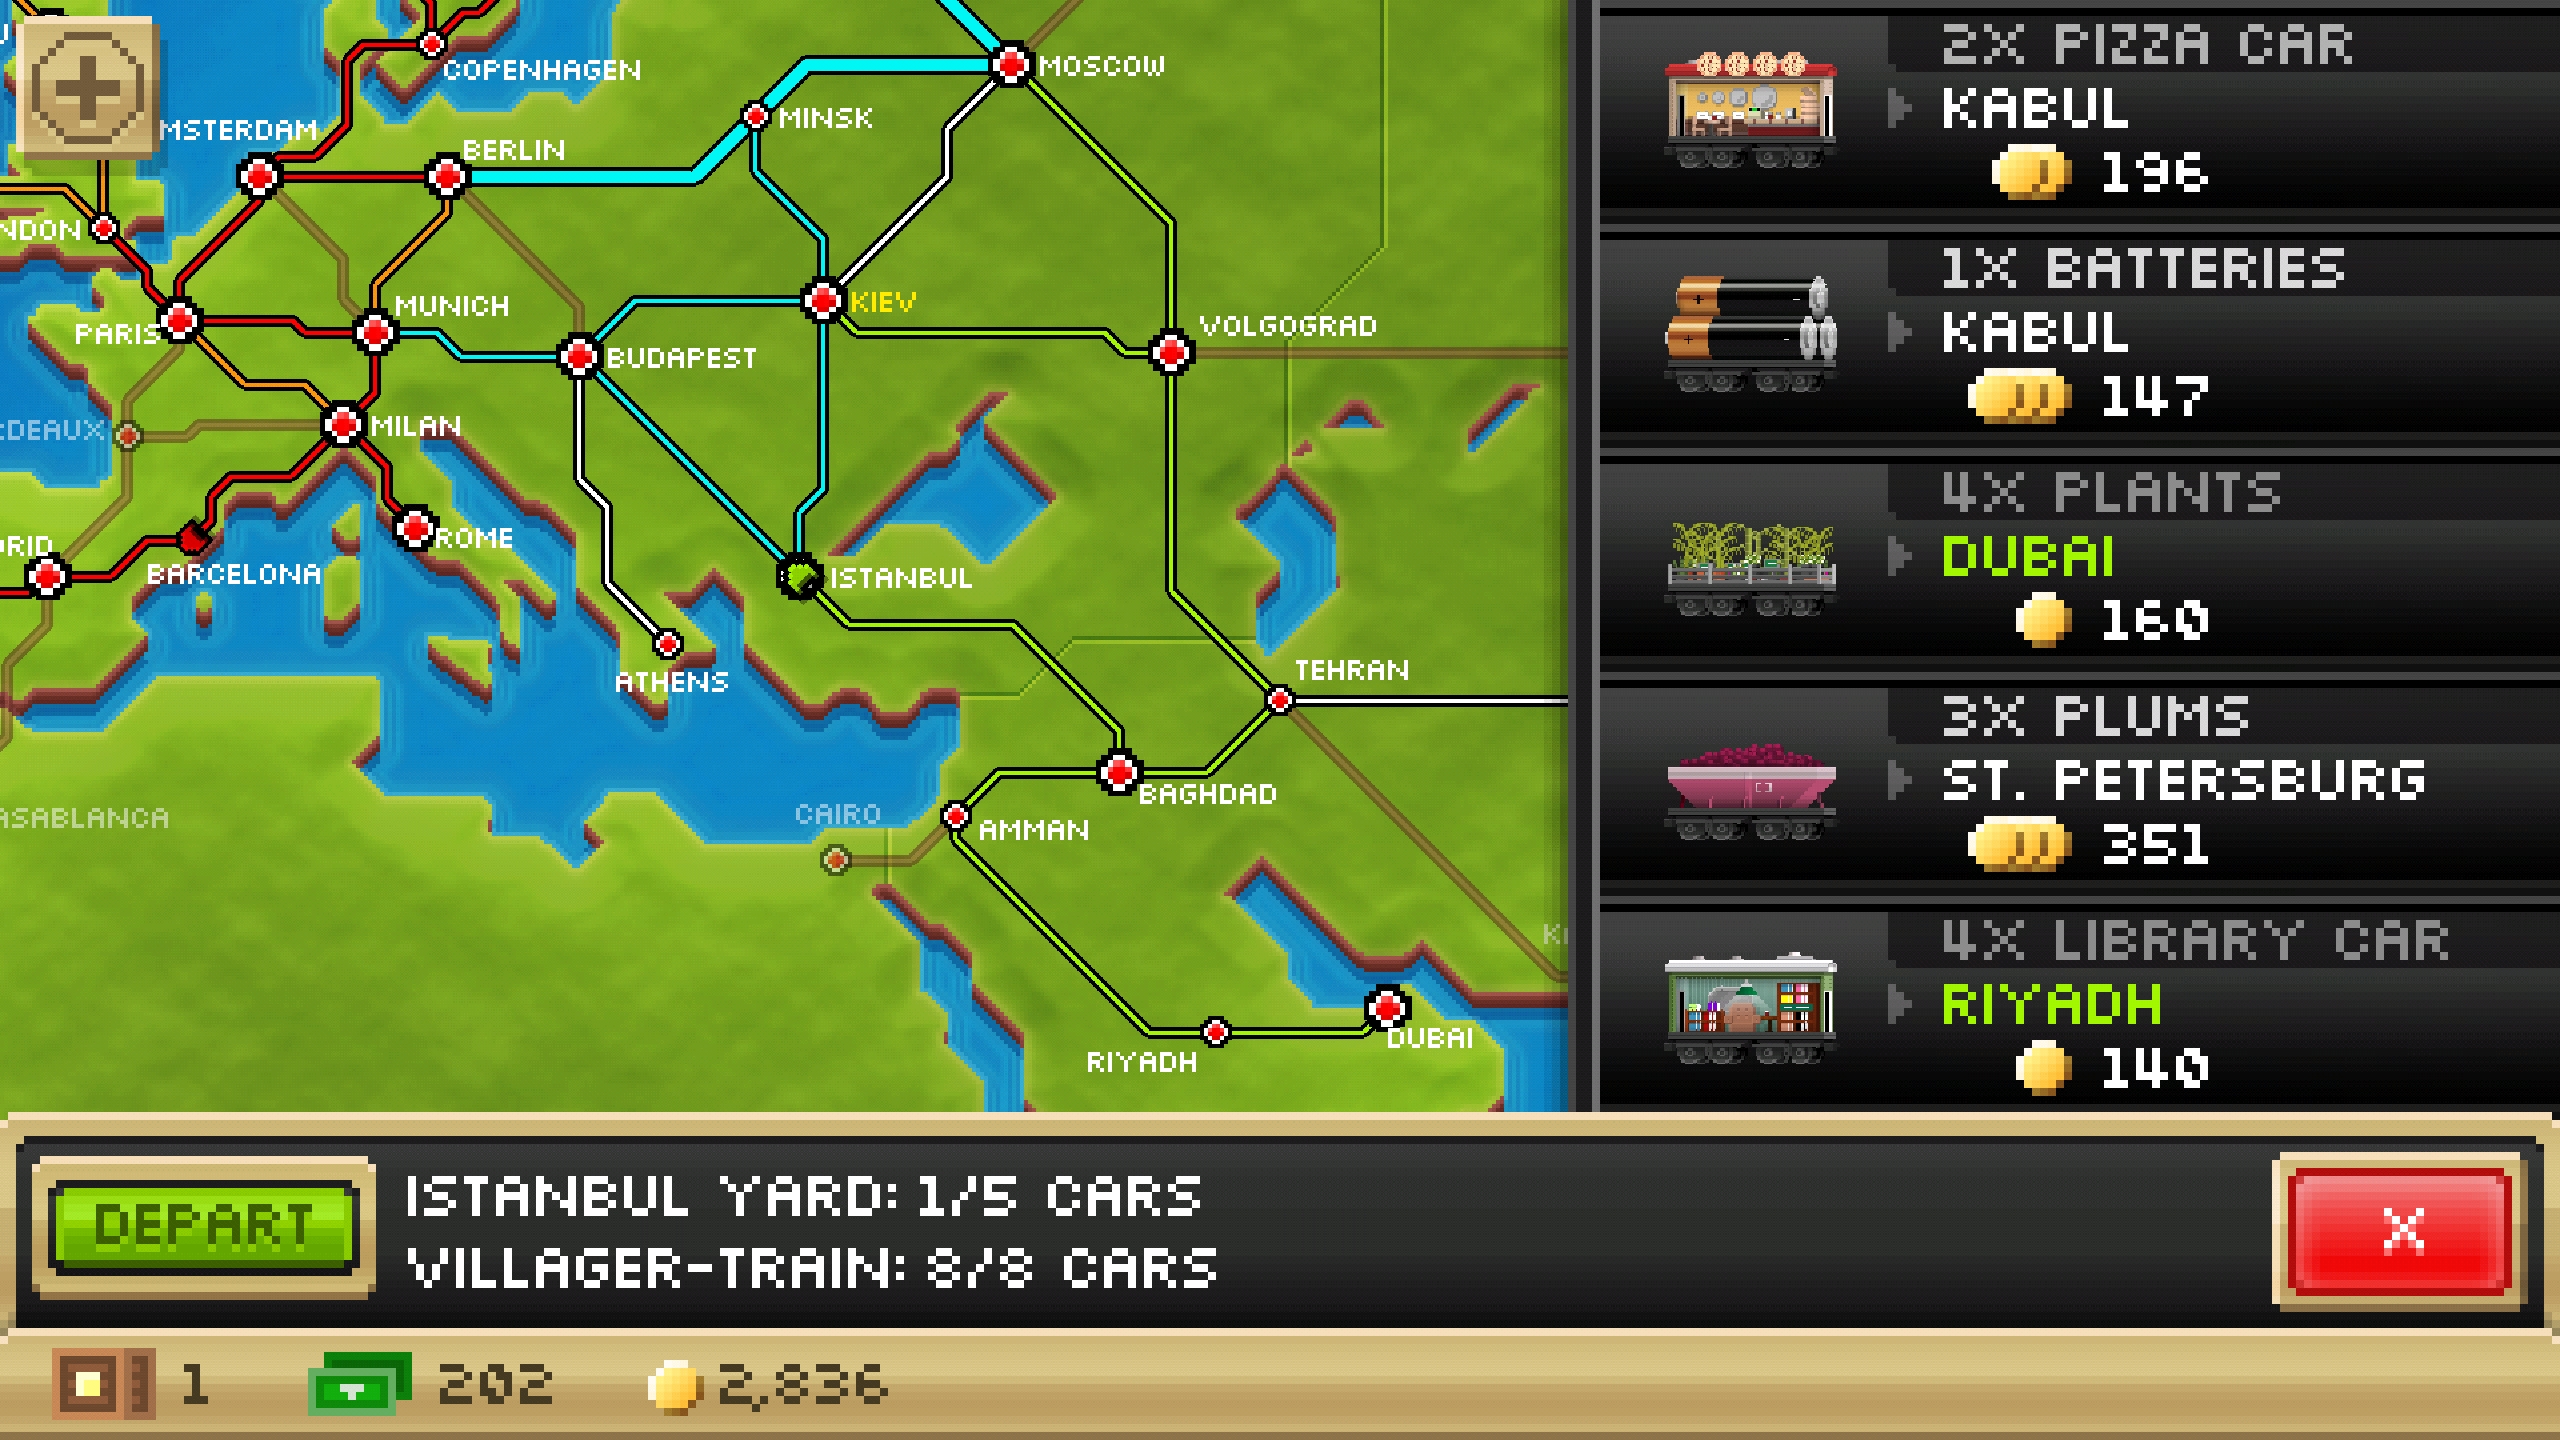 COPENHAGEN
MOSCOW
MINSK
MSTERDAM
BERLIN
NDON
MUNICH
KIEV
PARIS
BUDAPEST
VOLGOGRAD
MILAN
DEAUX
ROME
RID
BARCELONA
ISTANBUL
ATHENS
TEHRAN
BAGHDAD
CAIRO
ASABLANCA
AMMAN
K
DUBAI
RIYADH
2X PIZZA CAR
KABUL
196
1X BATTERIES
KABUL
147
4X PLANTS
DUBAI
160
3X PLUMS
ST. PETERSBURG
351
4X LIBRARY CAR
RIYADH
140
DEPART
ISTANBUL YARD: 1/5 CARS
VILLAGER-TRAIN: 8/8 CARS
X
1
202
2,836